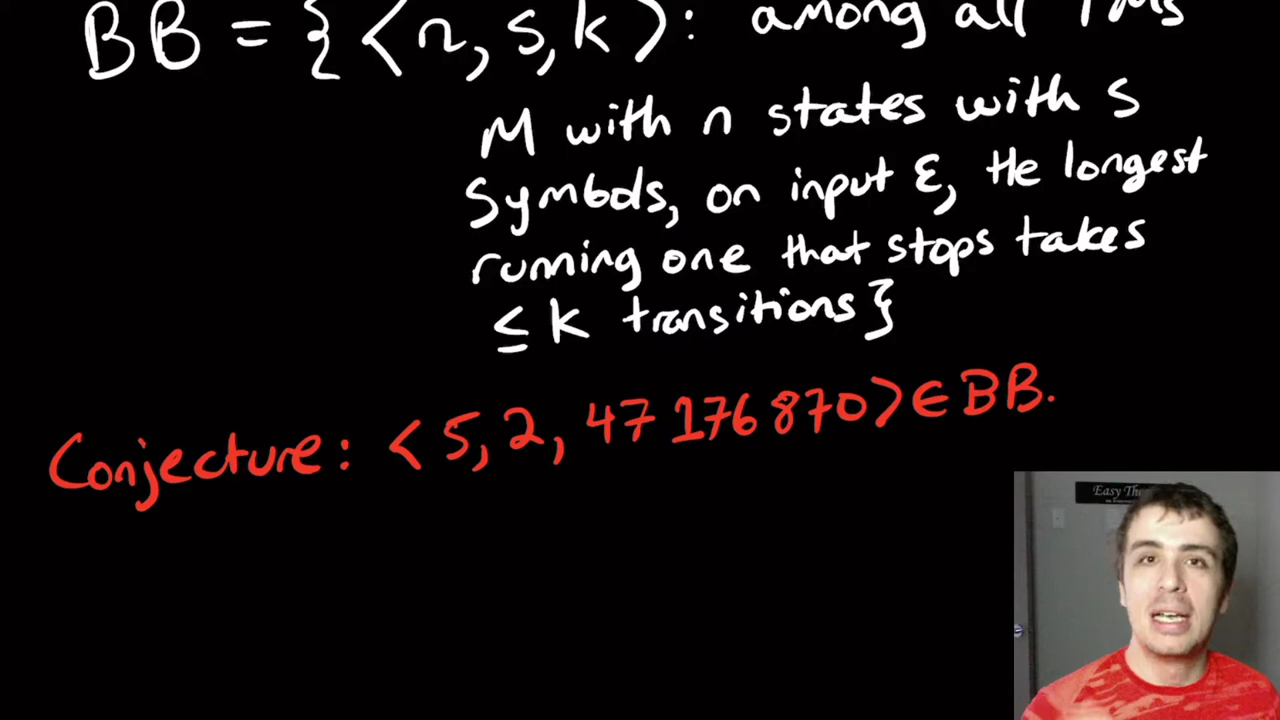 BB = { ⟨n, s, k⟩: among all TMs
M with n states with s
symbols, on input ε, the longest
running one that stops takes
≤ k transitions}
Conjecture: ⟨5, 2, 47 176 870⟩ ∈ BB.
Easy